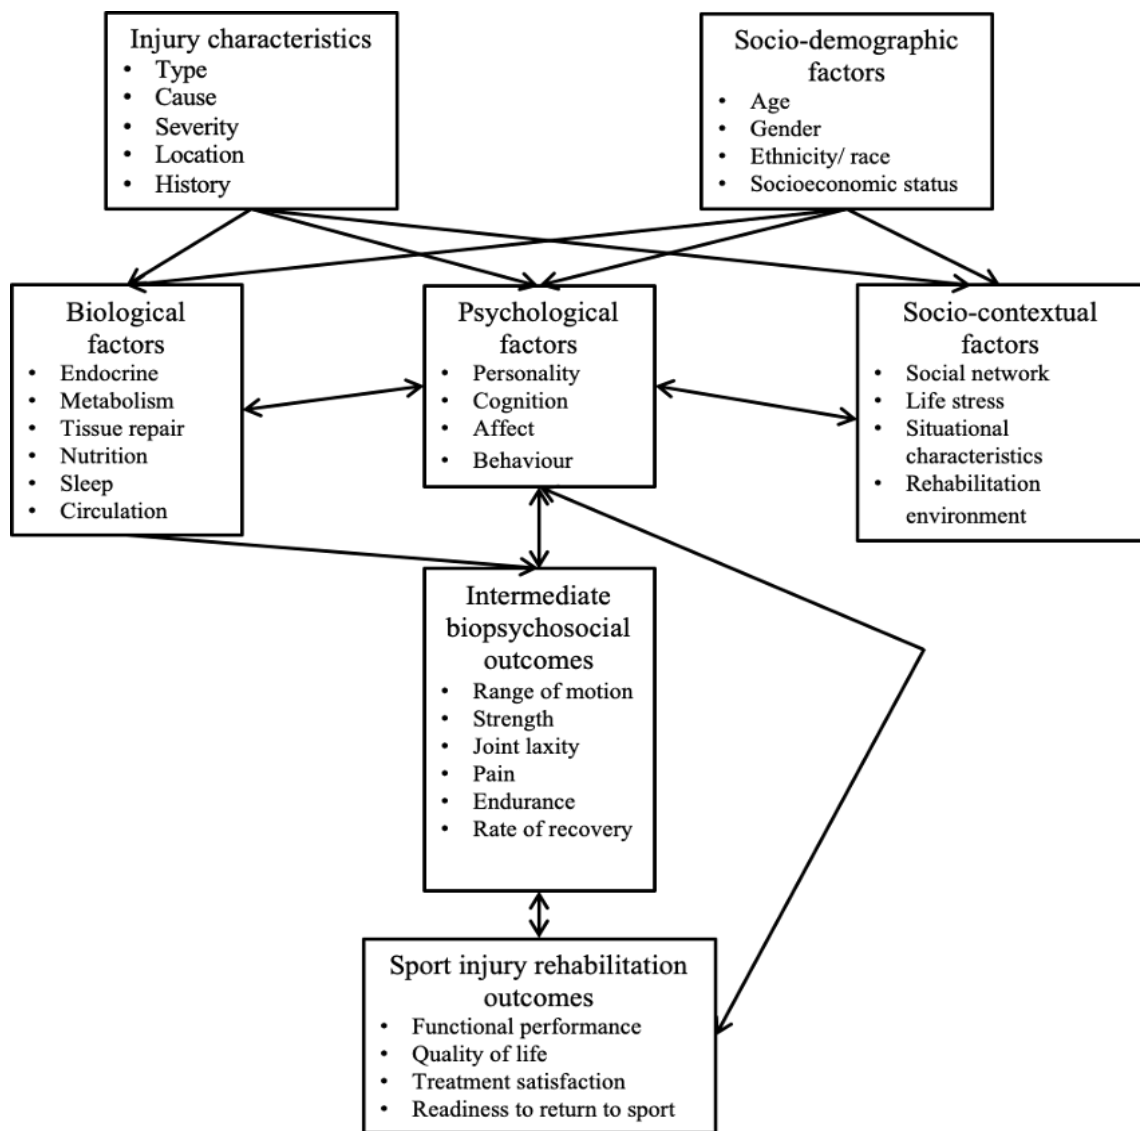 Injury characteristics
• Type
• Cause
• Severity
• Location
• History
Socio-demographic
factors
• Age
• Gender
• Ethnicity/ race
• Socioeconomic status
Biological
factors
• Endocrine
• Metabolism
• Tissue repair
• Nutrition
• Sleep
• Circulation
Psychological
factors
• Personality
• Cognition
• Affect
• Behaviour
Socio-contextual
factors
• Social network
• Life stress
• Situational
characteristics
• Rehabilitation
environment
Intermediate
biopsychosocial
outcomes
• Range of motion
• Strength
• Joint laxity
• Pain
• Endurance
• Rate of recovery
Sport injury rehabilitation
outcomes
• Functional performance
• Quality of life
• Treatment satisfaction
• Readiness to return to sport